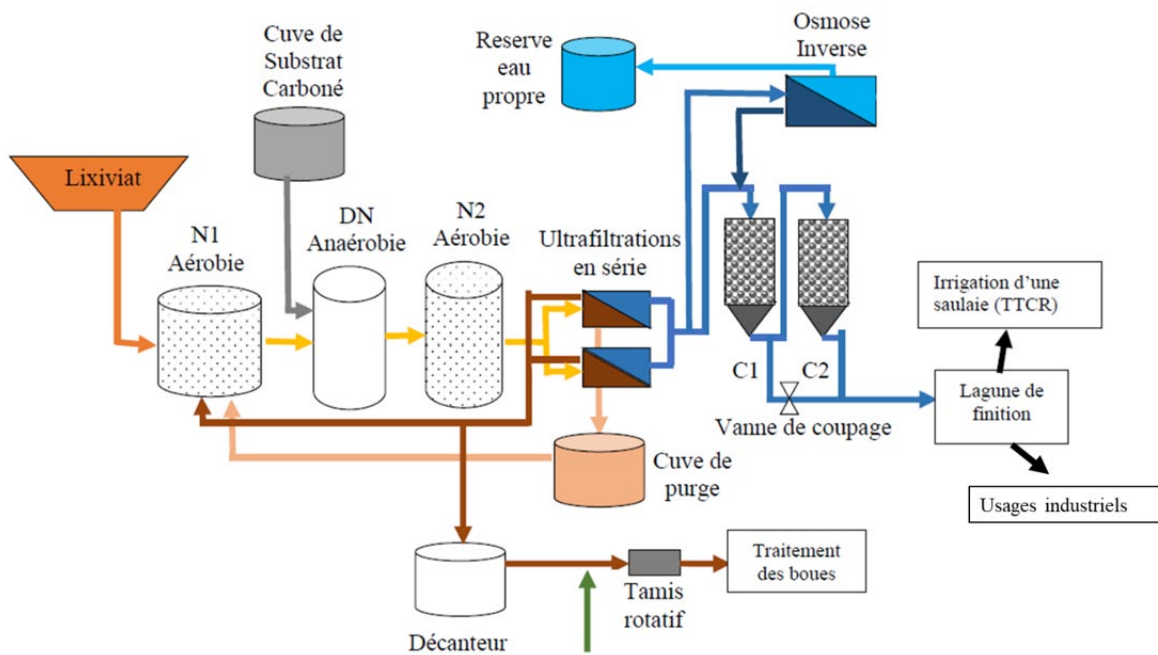 Cuve de
Substrat
Carboné
Reserve
eau
propre
Osmose
Inverse
Lixiviat
N1
Aérobie
DN
Anaérobie
N2
Aérobie
Ultrafiltrations
en série
Irrigation d’une
saulaie (TTCR)
C1
C2
Vanne de coupage
Lagune de
finition
Cuve de
purge
Usages industriels
Traitement
des boues
Tamis
rotatif
Décanteur